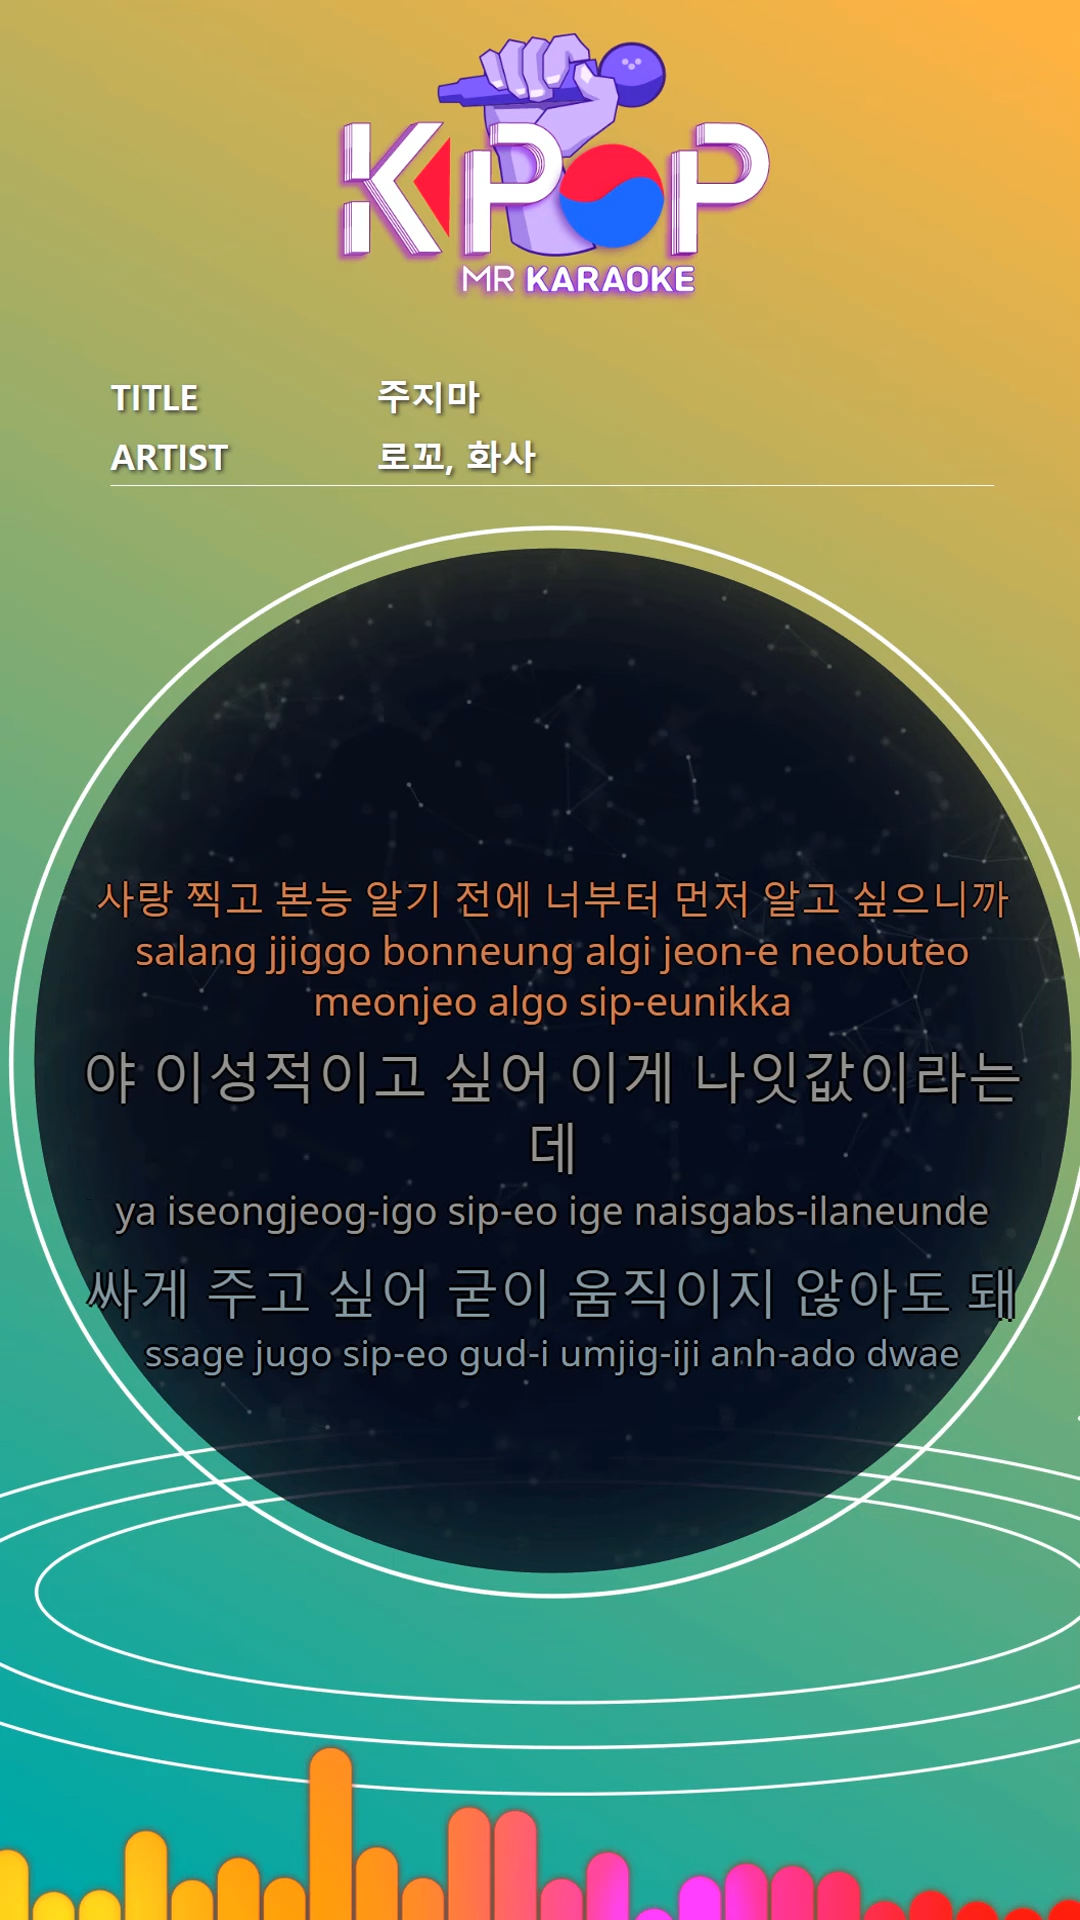 KPOP
MR KARAOKE
TITLE 주지마
ARTIST 로꼬, 화사
사랑 찍고 본능 알기 전에 너부터 먼저 알고 싶으니까
salang jjiggo bonneung algi jeon-e neobuteo
meonjeo algo sip-eunikka
야 이성적이고 싶어 이게 나잇값이라는
데
ya iseongjeog-igo sip-eo ige naisgabs-ilaneunde
싸게 주고 싶어 굳이 움직이지 않아도 돼
ssage jugo sip-eo gud-i umjig-iji anh-ado dwae